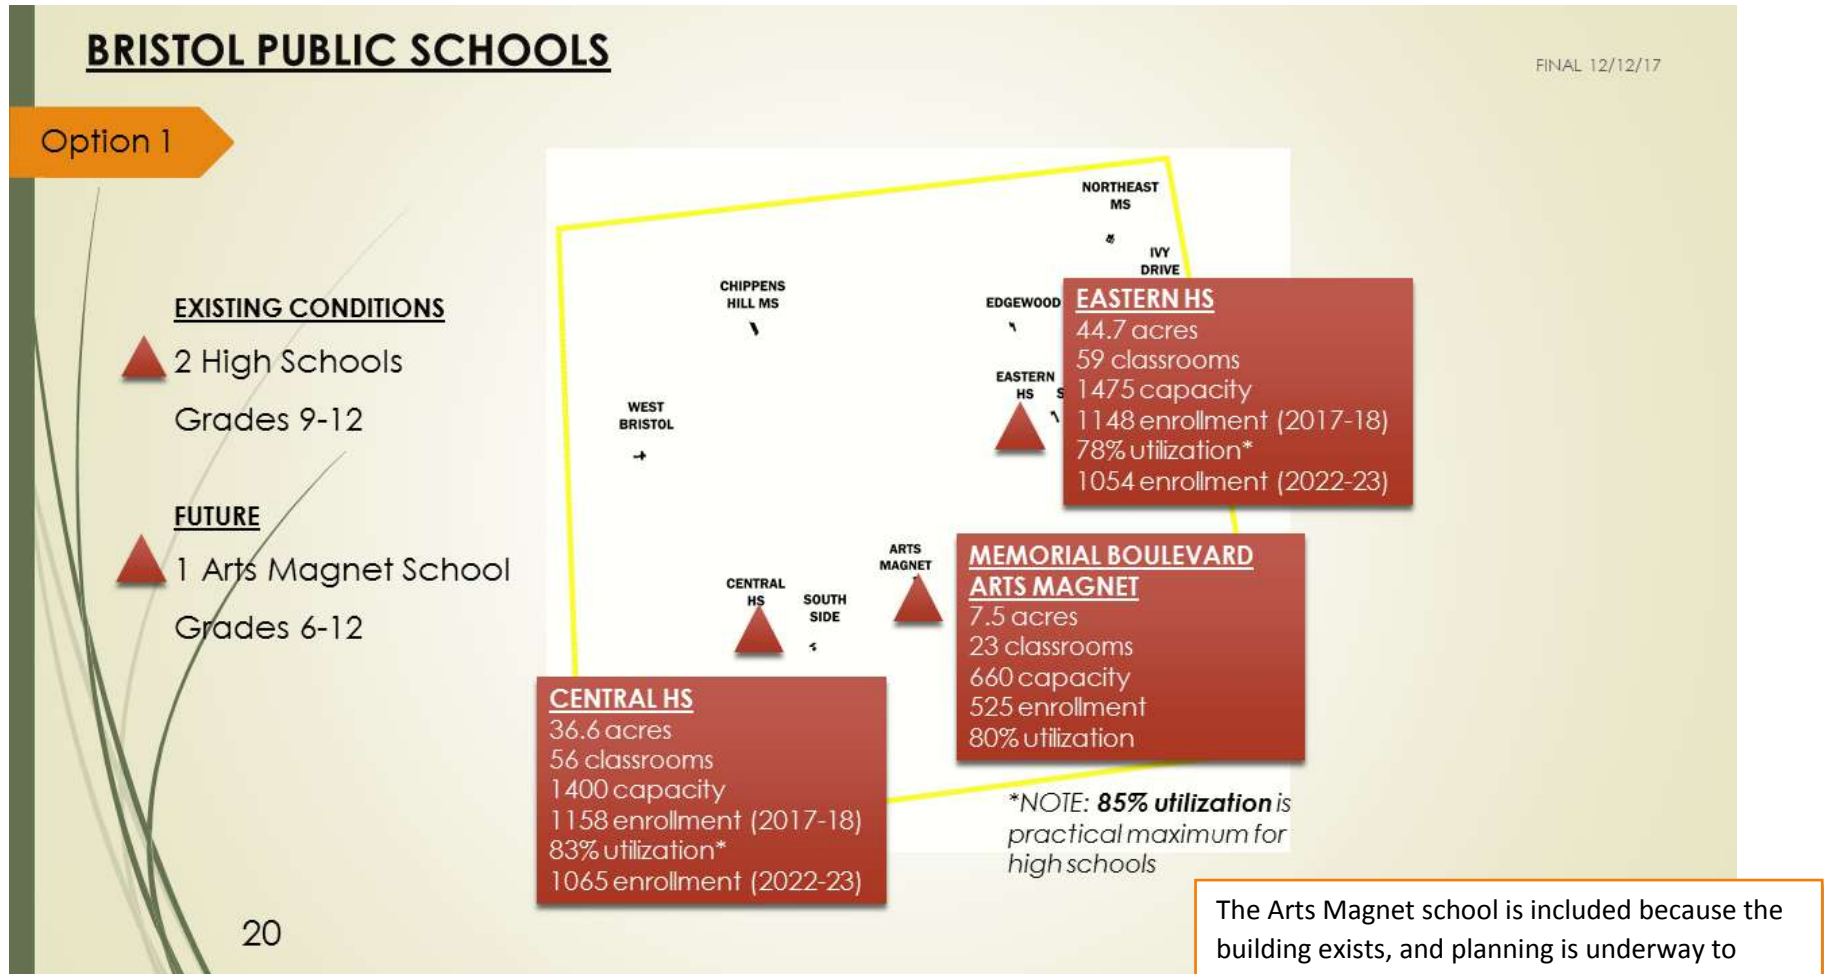 BRISTOL PUBLIC SCHOOLS
FINAL 12/12/17
Option 1
EXISTING CONDITIONS
2 High Schools
Grades 9-12
FUTURE
1 Arts Magnet School
Grades 6-12
NORTHEAST
MS
IVY
DRIVE
CHIPPENS
HILL MS
EDGEWOOD
EASTERN
HS
S
WEST
BRISTOL
ARTS
MAGNET
CENTRAL
HS
SOUTH
SIDE
EASTERN HS
44.7 acres
59 classrooms
1475 capacity
1148 enrollment (2017-18)
78% utilization*
1054 enrollment (2022-23)
MEMORIAL BOULEVARD
ARTS MAGNET
7.5 acres
23 classrooms
660 capacity
525 enrollment
80% utilization
CENTRAL HS
36.6 acres
56 classrooms
1400 capacity
1158 enrollment (2017-18)
83% utilization*
1065 enrollment (2022-23)
*NOTE: 85% utilization is
practical maximum for
high schools
The Arts Magnet school is included because the
building exists, and planning is underway to
20